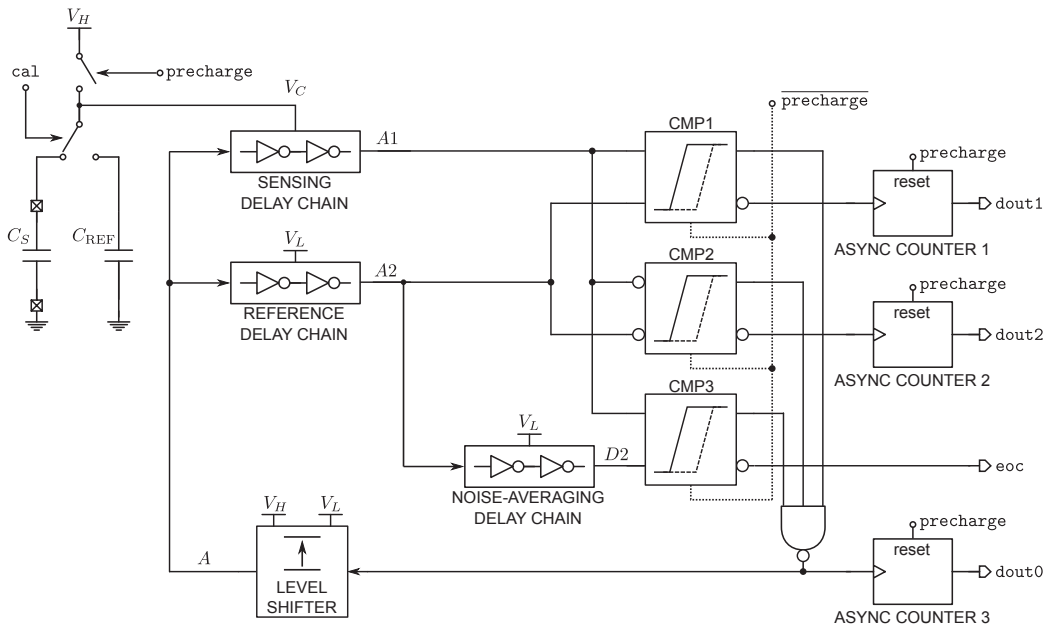 V_H
cal
precharge
V_C
precharge
CMP1
A1
precharge
reset
dout1
SENSING
DELAY CHAIN
ASYNC COUNTER 1
C_S
C_REF
V_L
A2
CMP2
precharge
reset
dout2
REFERENCE
DELAY CHAIN
ASYNC COUNTER 2
CMP3
V_L
D2
eoc
NOISE-AVERAGING
DELAY CHAIN
V_H
V_L
precharge
reset
A
dout0
LEVEL
SHIFTER
ASYNC COUNTER 3